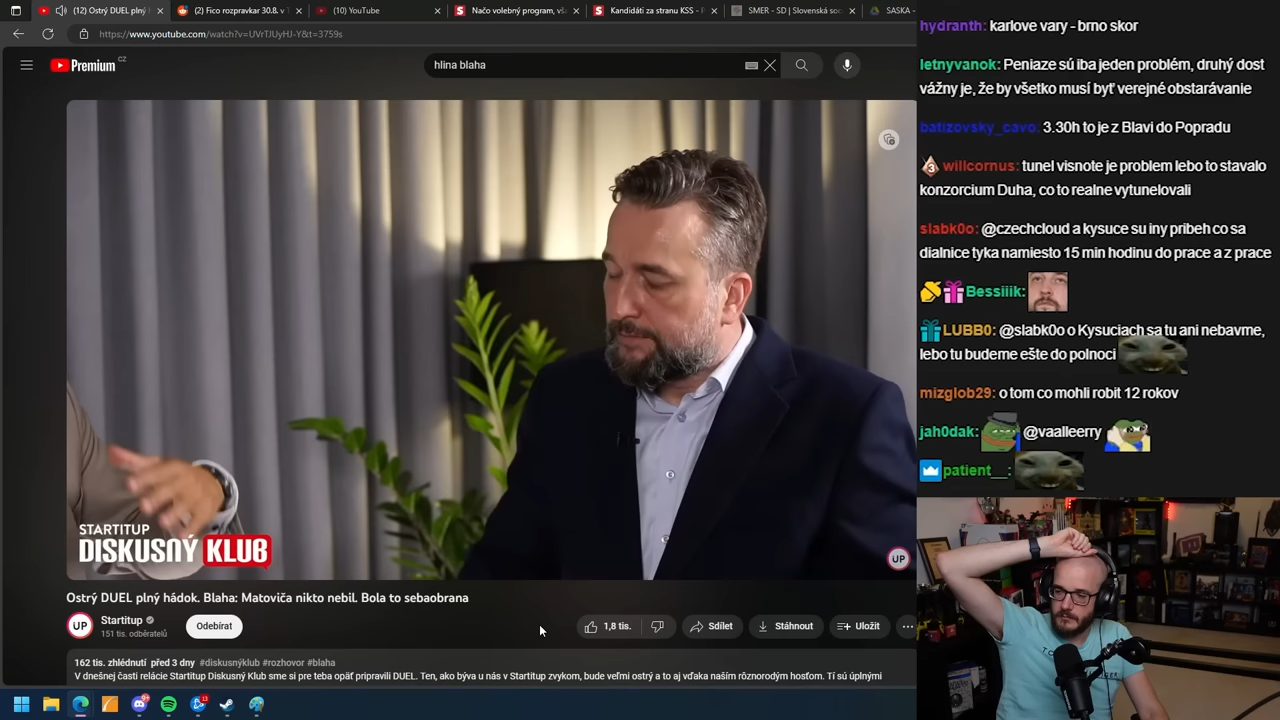 (12) Ostrý DUEL plný
(2) Fico rozpravkar 30.8. v T
(10) YouTube
Načo volebný program, vš
Kandidáti za stranu KSS - P
SMER - SD | Slovenská soc
SASKA -
https://www.youtube.com/watch?v=UVrTJUyHJ-Y&t=3759s
Premium CZ
hlina blaha
STARTITUP
DISKUSNÝ KLUB
UP
Ostrý DUEL plný hádok. Blaha: Matoviča nikto nebil. Bola to sebaobrana
UP
Startitup
151 tis. odběratelů
Odebírat
1,8 tis.
Sdílet
Stáhnout
Uložit
162 tis. zhlédnutí před 3 dny #diskusnýklub #rozhovor #blaha
V dnešnej časti relácie Startitup Diskusný Klub sme si pre teba opäť pripravili DUEL. Ten, ako býva u nás v Startitup zvykom, bude veľmi ostrý a to aj vďaka naším rôznorodým hosťom. Tí sú úplnými
hydranth: karlove vary - brno skor
letnyvanok: Peniaze sú iba jeden problém, druhý dost
vážny je, že by všetko musí byť verejné obstarávanie
batizovsky_cavo: 3.30h to je z Blavi do Popradu
3 willcornus: tunel visnote je problem lebo to stavalo
konzorcium Duha, co to realne vytunelovali
slabk0o: @czechcloud a kysuce su iny pribeh co sa
dialnice tyka namiesto 15 min hodinu do prace a z prace
Bessiiik:
LUBB0: @slabk0o o Kysuciach sa tu ani nebavme,
lebo tu budeme ešte do polnoci
mizglob29: o tom co mohli robit 12 rokov
jah0dak: @vaalleerry
patient__: